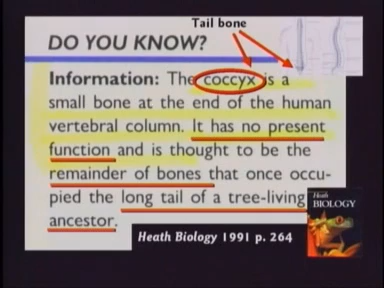 Tail bone
DO YOU KNOW?
Information: The coccyx is a
small bone at the end of the human
vertebral column. It has no present
function and is thought to be the
remainder of bones that once occu-
pied the long tail of a tree-living
ancestor.
Heath
BIOLOGY
Heath Biology 1991 p. 264